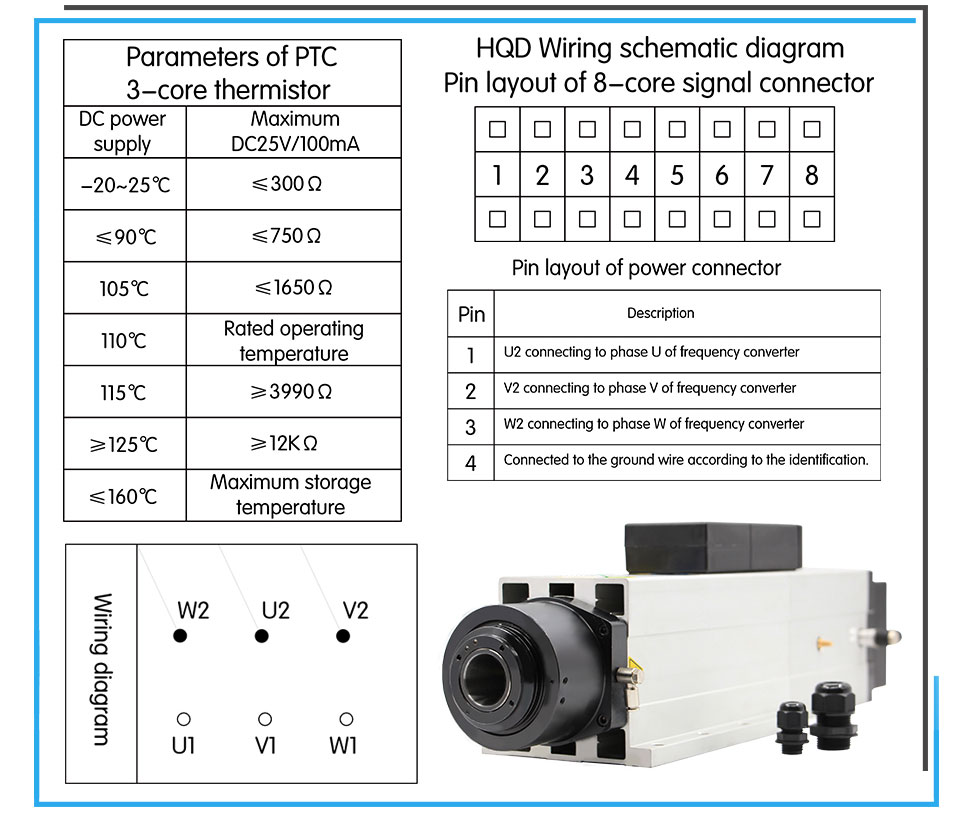 Parameters of PTC
3-core thermistor
DC power
supply
Maximum
DC25V/100mA
-20~25℃
≤300Ω
≤90℃
≤750Ω
105℃
≤1650Ω
110℃
Rated operating
temperature
115℃
≥3990Ω
≥125℃
≥12KΩ
≤160℃
Maximum storage
temperature
HQD Wiring schematic diagram
Pin layout of 8-core signal connector
1 2 3 4 5 6 7 8
Pin layout of power connector
Pin Description
1 U2 connecting to phase U of frequency converter
2 V2 connecting to phase V of frequency converter
3 W2 connecting to phase W of frequency converter
4 Connected to the ground wire according to the identification.
Wiring diagram
W2 U2 V2
U1 V1 W1